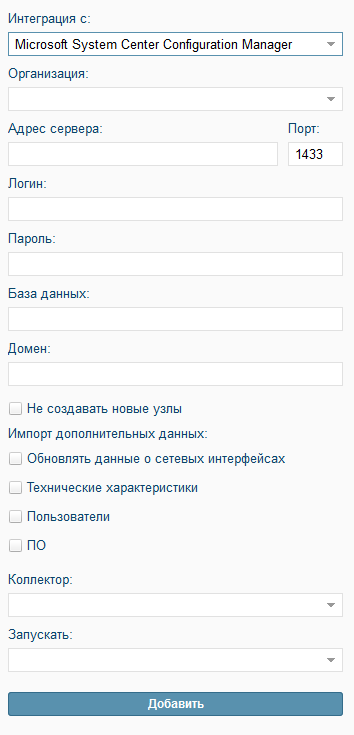 Интеграция с:
Microsoft System Center Configuration Manager
Организация:
Адрес сервера: Порт:
1433
Логин:
Пароль:
База данных:
Домен:
Не создавать новые узлы
Импорт дополнительных данных:
Обновлять данные о сетевых интерфейсах
Технические характеристики
Пользователи
ПО
Коллектор:
Запускать:
Добавить